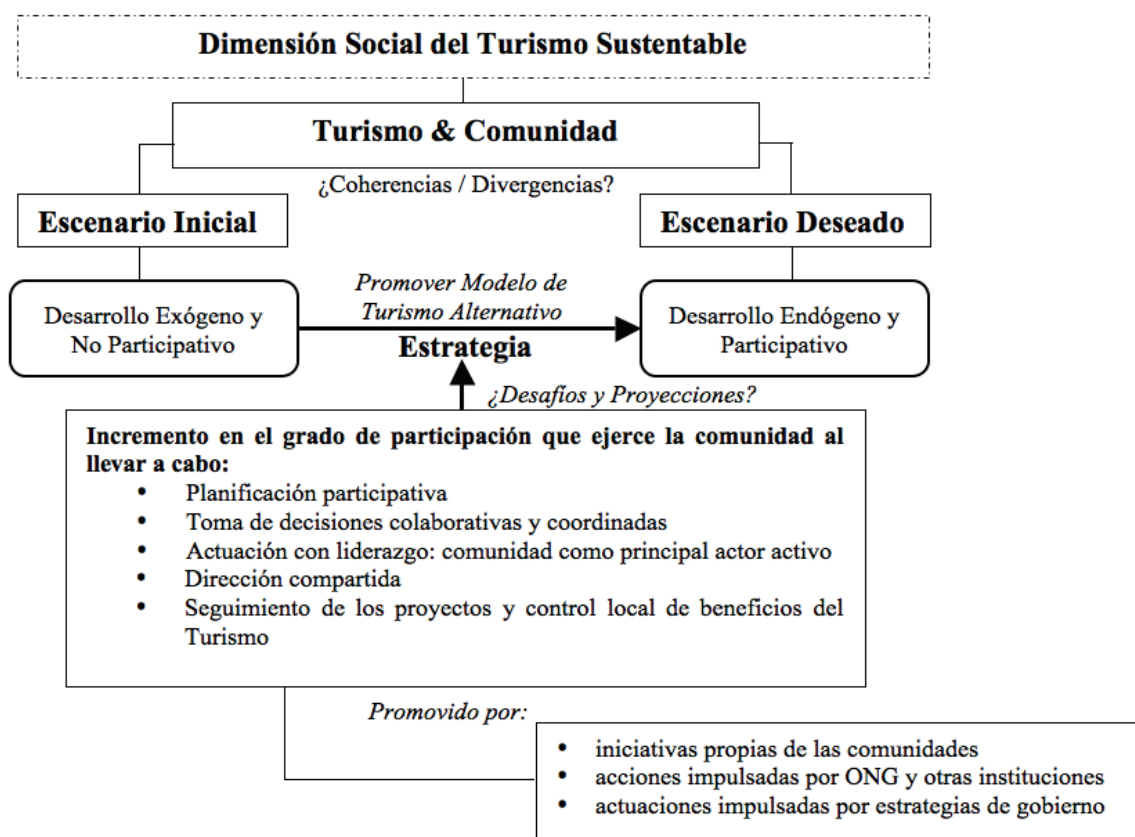 Dimensión Social del Turismo Sustentable
Turismo & Comunidad
¿Coherencias / Divergencias?
Escenario Inicial
Escenario Deseado
Desarrollo Exógeno y
No Participativo
Promover Modelo de
Turismo Alternativo
Estrategia
Desarrollo Endógeno y
Participativo
¿Desafíos y Proyecciones?
Incremento en el grado de participación que ejerce la comunidad al
llevar a cabo:
• Planificación participativa
• Toma de decisiones colaborativas y coordinadas
• Actuación con liderazgo: comunidad como principal actor activo
• Dirección compartida
• Seguimiento de los proyectos y control local de beneficios del
Turismo
Promovido por:
• iniciativas propias de las comunidades
• acciones impulsadas por ONG y otras instituciones
• actuaciones impulsadas por estrategias de gobierno